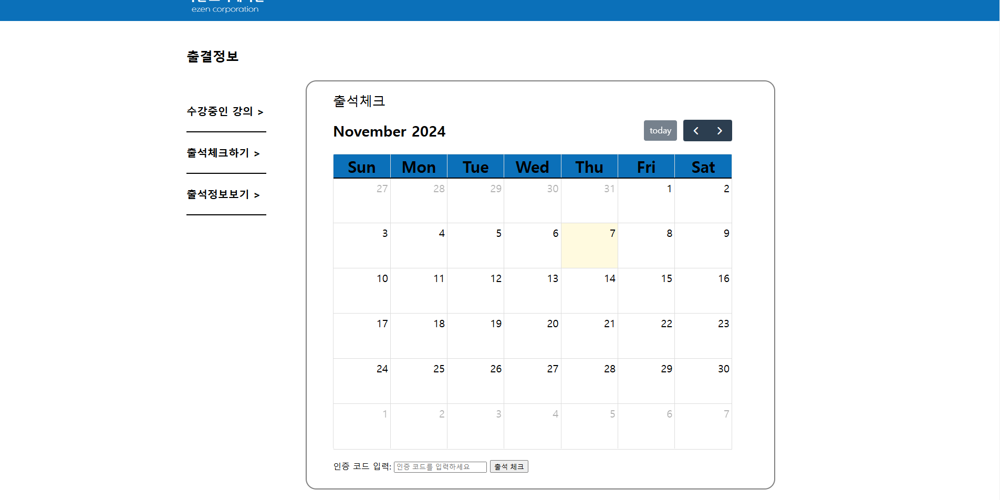 ezen corporation
출결정보
수강중인 강의 >
출석체크하기 >
출석정보보기 >
출석체크
November 2024
today
Sun Mon Tue Wed Thu Fri Sat
27 28 29 30 31 1 2
3 4 5 6 7 8 9
10 11 12 13 14 15 16
17 18 19 20 21 22 23
24 25 26 27 28 29 30
1 2 3 4 5 6 7
인증 코드 입력: 인증 코드를 입력하세요 출석 체크